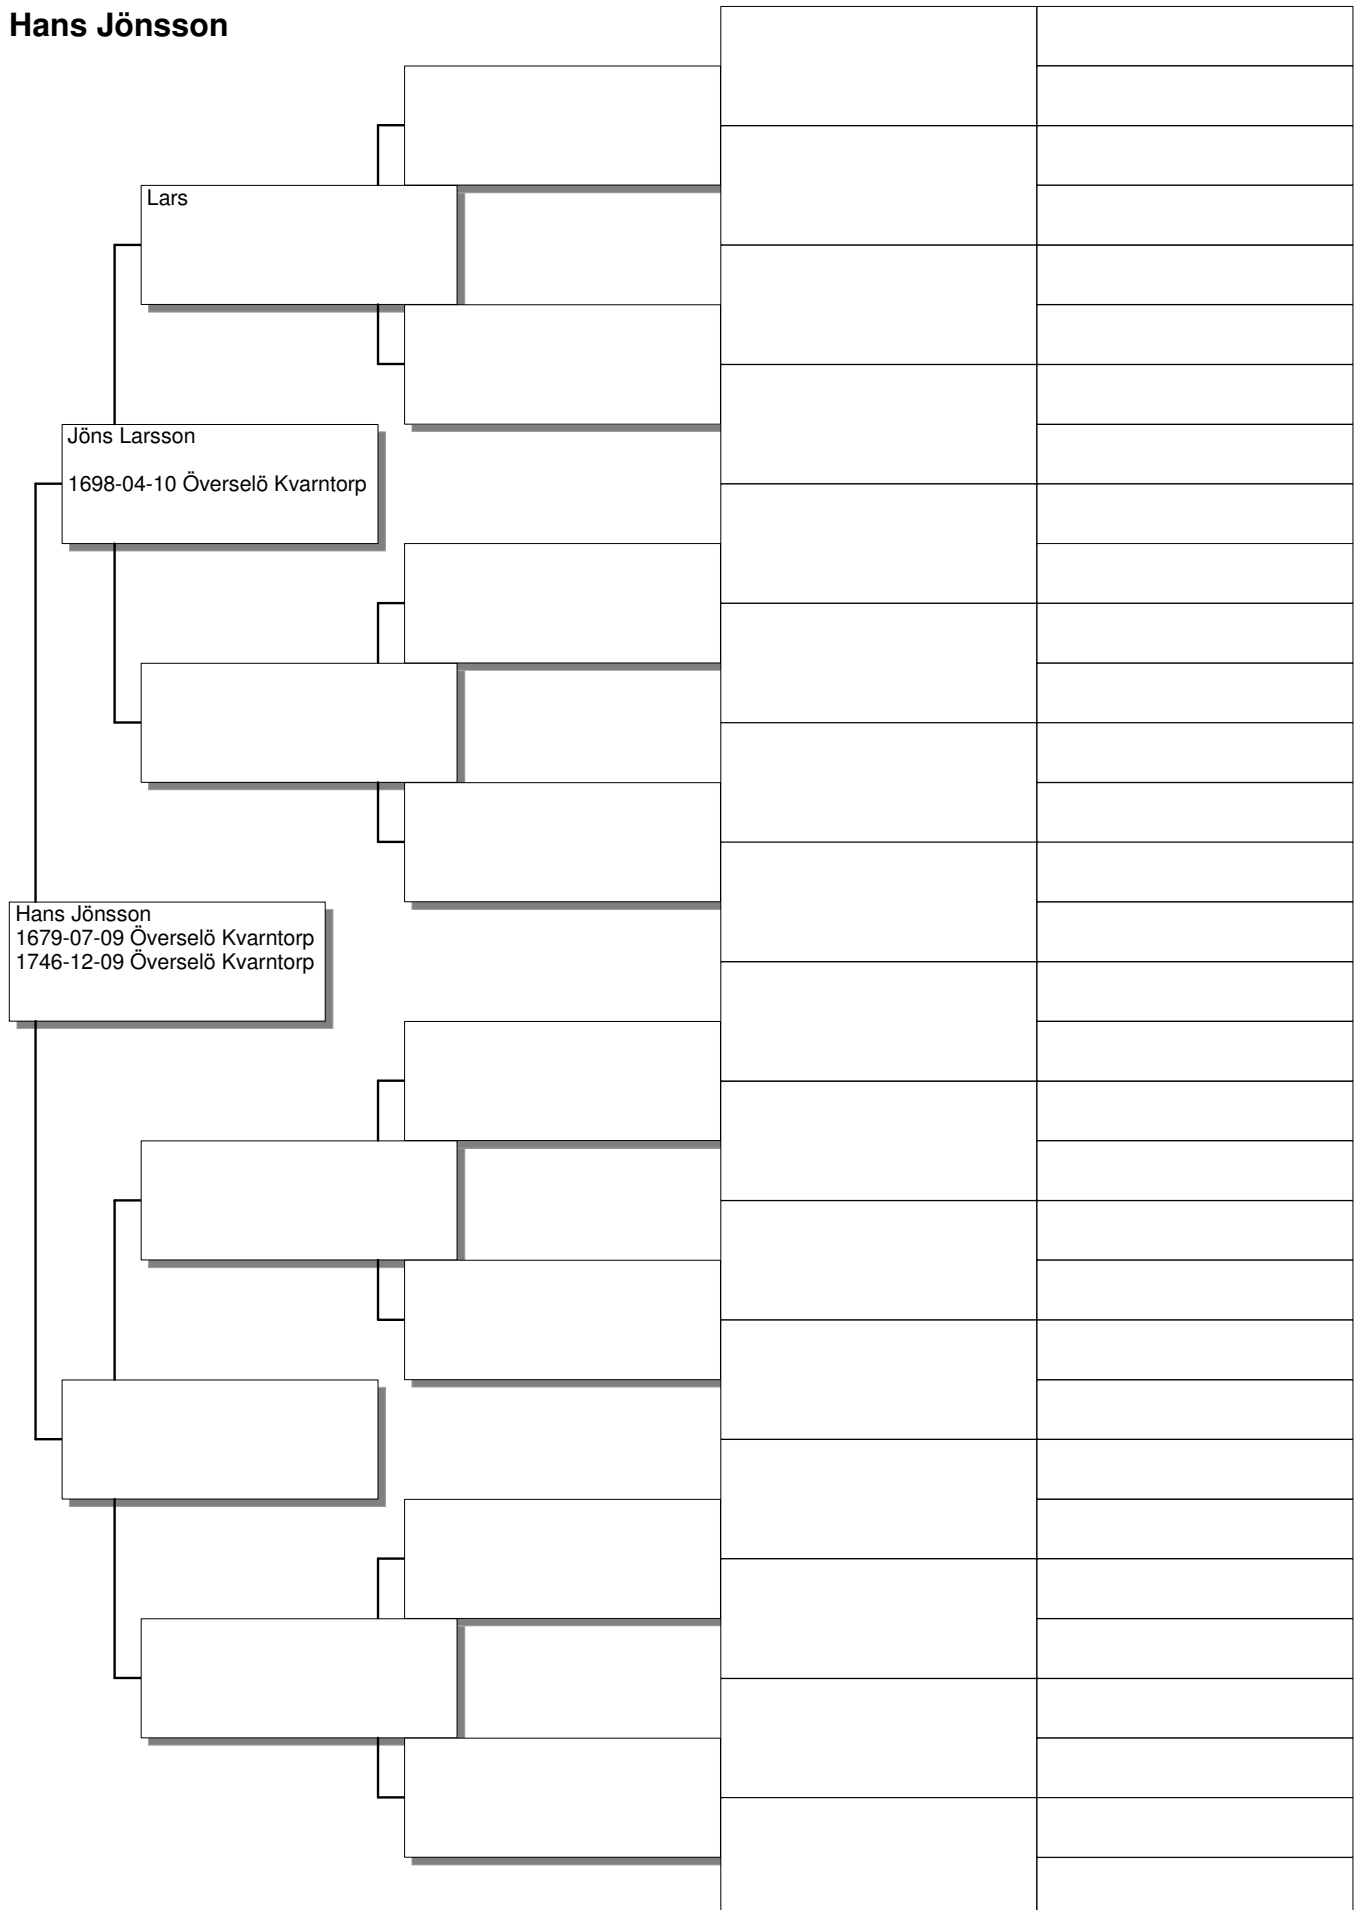 Hans Jönsson
Lars
Jöns Larsson
1698-04-10 Överselö Kvarntorp
Hans Jönsson
1679-07-09 Överselö Kvarntorp
1746-12-09 Överselö Kvarntorp